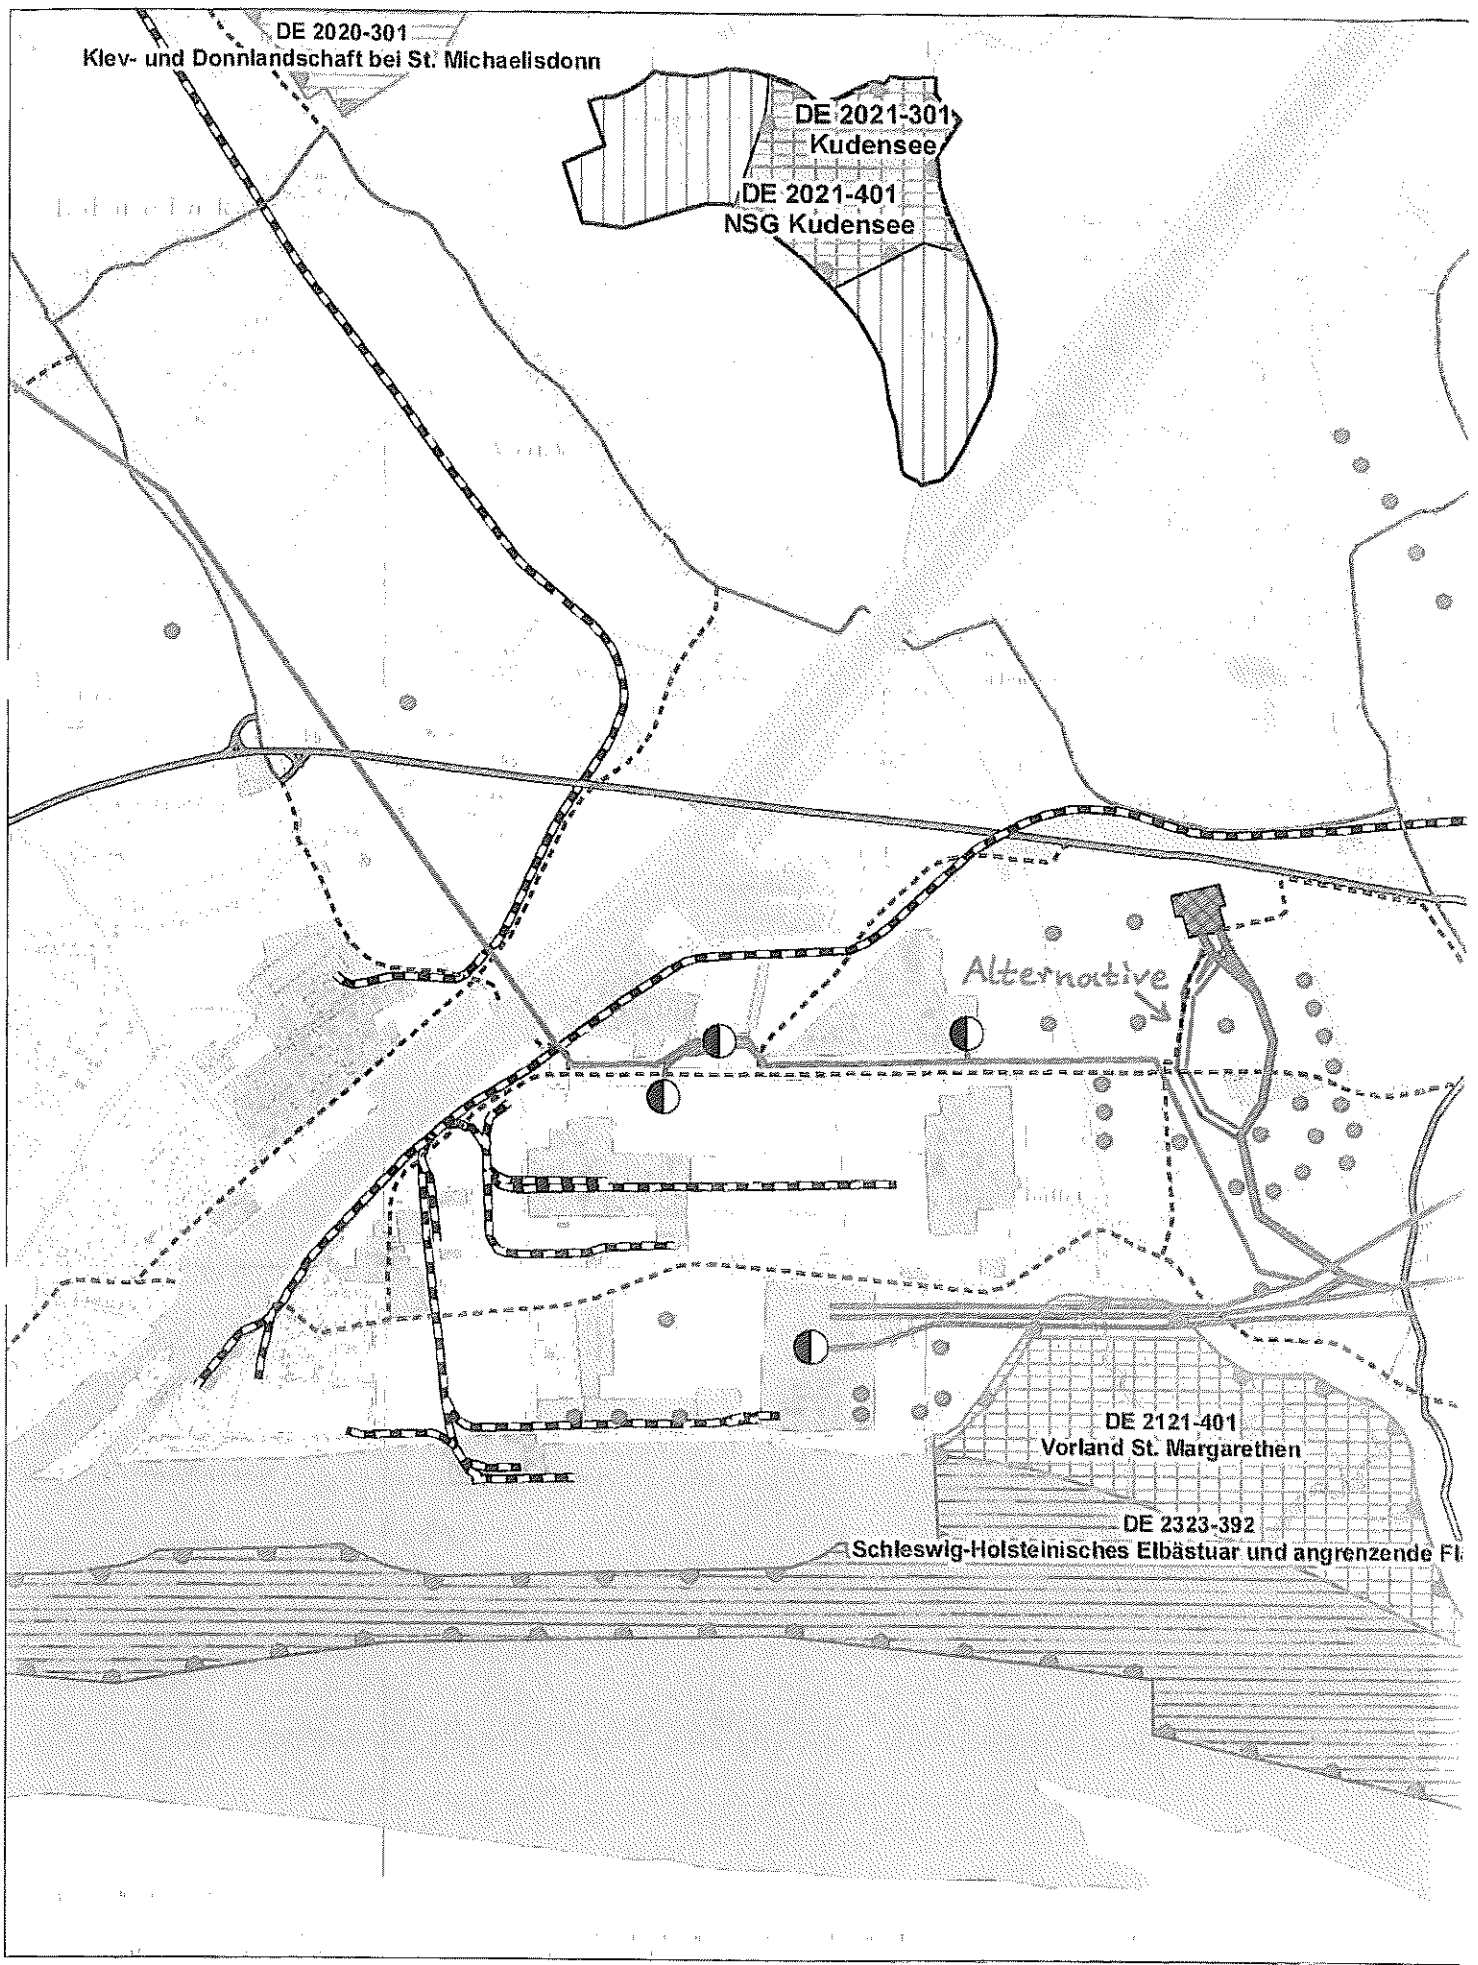 DE 2020-301
Klev- und Donnlandschaft bei St. Michaelisdonn
DE 2021-301
Kudensee
DE 2021-401
NSG Kudensee
Alternative
DE 2121-401
Vorland St. Margarethen
DE 2323-392
Schleswig-Holsteinisches Elbästuar und angrenzende Fl